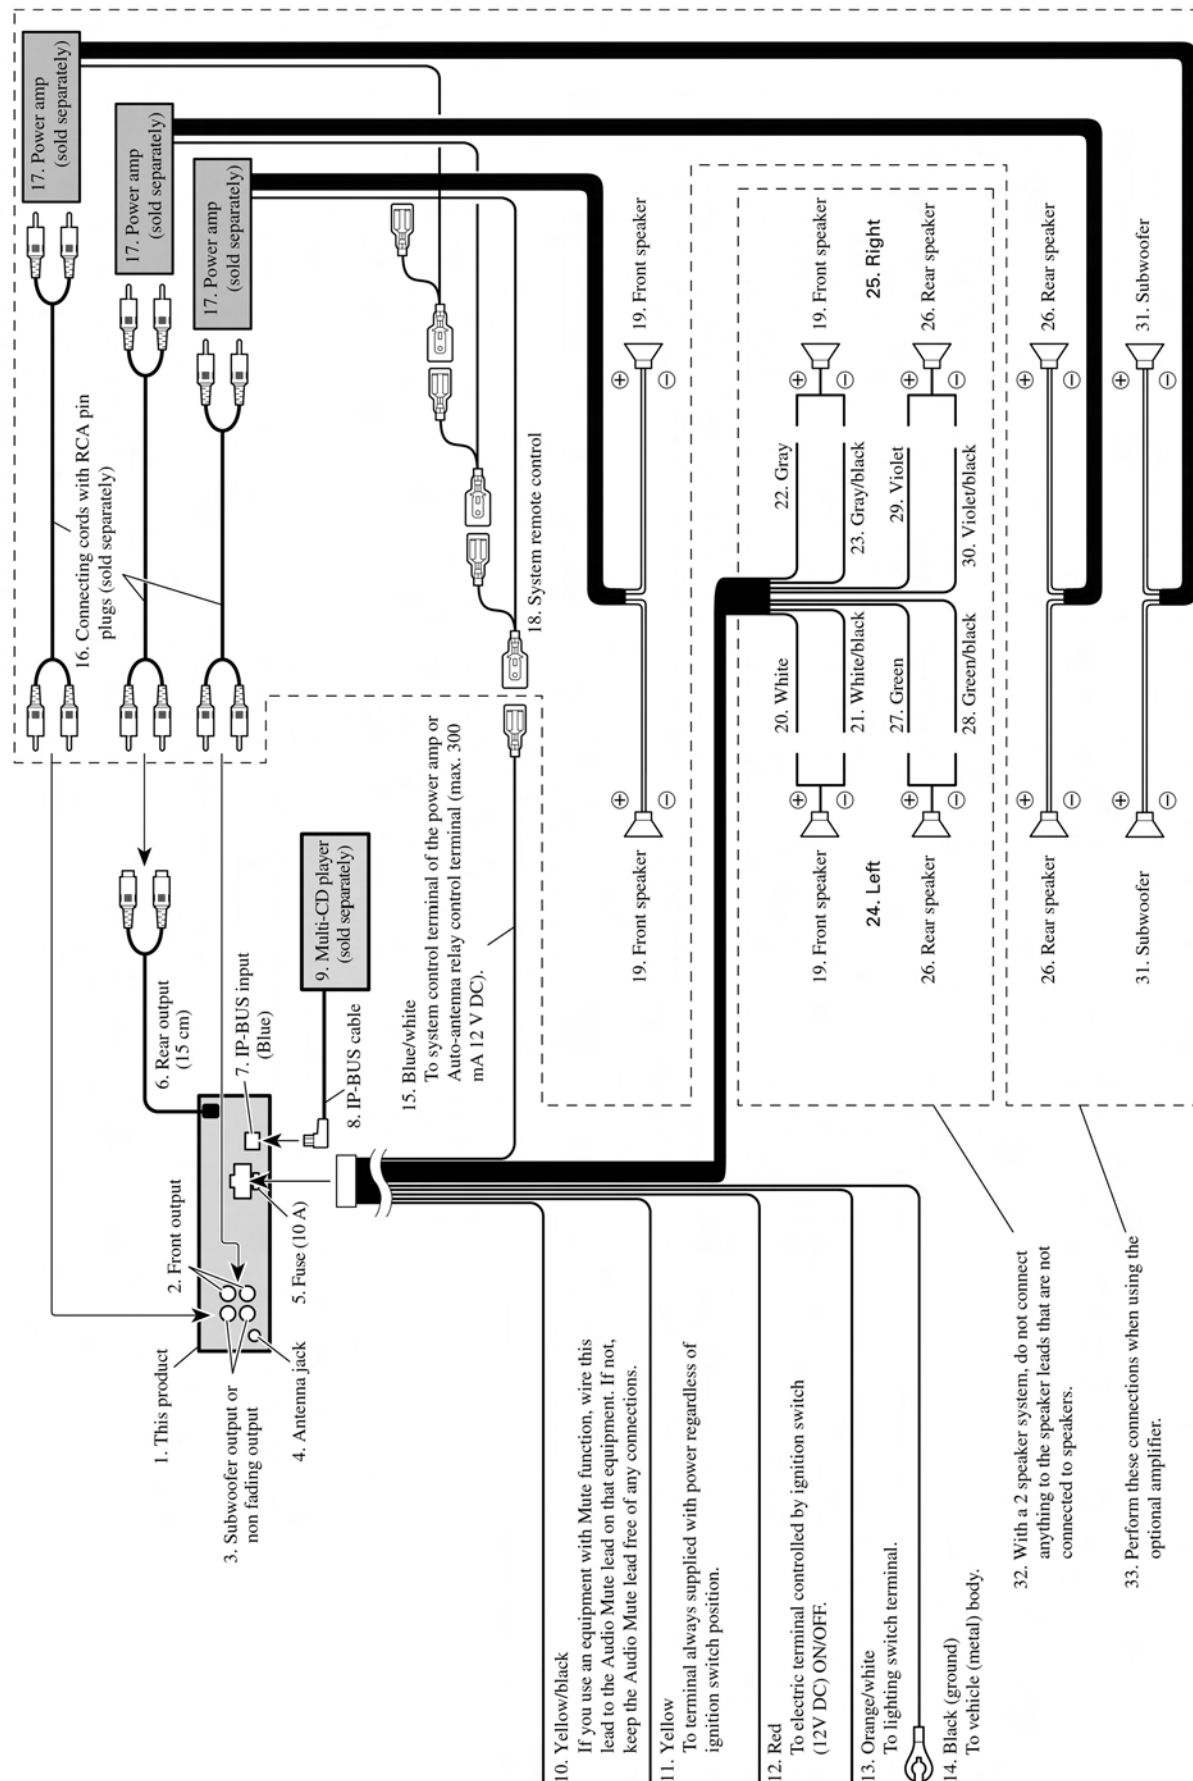 1. This product
2. Front output
3. Subwoofer output or
non fading output
4. Antenna jack
5. Fuse (10 A)
6. Rear output
(15 cm)
7. IP-BUS input
(Blue)
8. IP-BUS cable
9. Multi-CD player
(sold separately)
10. Yellow/black
If you use an equipment with Mute function, wire this
lead to the Audio Mute lead on that equipment. If not,
keep the Audio Mute lead free of any connections.
11. Yellow
To terminal always supplied with power regardless of
ignition switch position.
12. Red
To electric terminal controlled by ignition switch
(12V DC) ON/OFF.
13. Orange/white
To lighting switch terminal.
14. Black (ground)
To vehicle (metal) body.
15. Blue/white
To system control terminal of the power amp or
Auto-antenna relay control terminal (max. 300
mA 12 V DC).
16. Connecting cords with RCA pin
plugs (sold separately)
17. Power amp
(sold separately)
17. Power amp
(sold separately)
17. Power amp
(sold separately)
18. System remote control
19. Front speaker
⊕
⊖
19. Front speaker
⊕
⊖
19. Front speaker
⊕
⊖
20. White
21. White/black
22. Gray
23. Gray/black
19. Front speaker
⊕
⊖
24. Left
25. Right
26. Rear speaker
⊕
⊖
27. Green
28. Green/black
29. Violet
30. Violet/black
26. Rear speaker
⊕
⊖
26. Rear speaker
⊕
⊖
26. Rear speaker
⊕
⊖
31. Subwoofer
⊕
⊖
31. Subwoofer
⊕
⊖
32. With a 2 speaker system, do not connect
anything to the speaker leads that are not
connected to speakers.
33. Perform these connections when using the
optional amplifier.